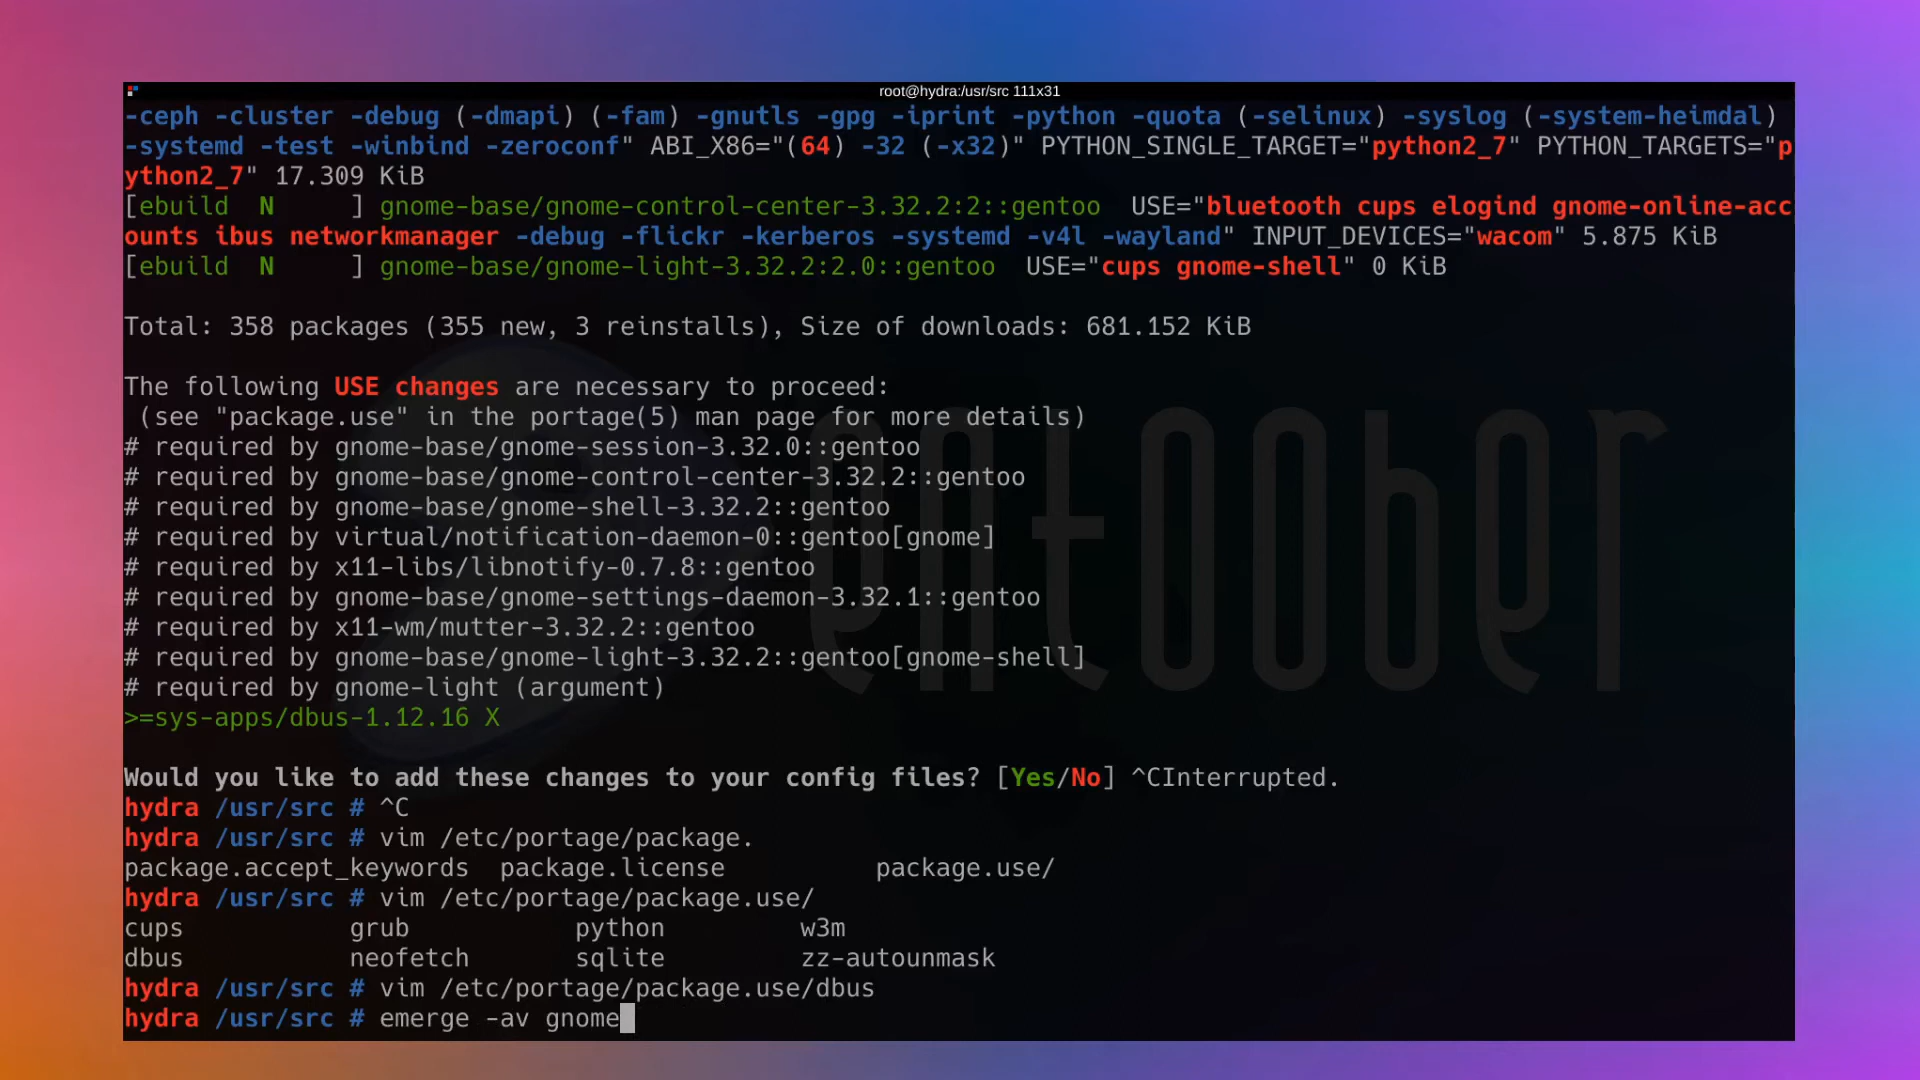 root@hydra:/usr/src 111x31
-ceph -cluster -debug (-dmapi) (-fam) -gnutls -gpg -iprint -python -quota (-selinux) -syslog (-system-heimdal)
-systemd -test -winbind -zeroconf" ABI_X86="(64) -32 (-x32)" PYTHON_SINGLE_TARGET="python2_7" PYTHON_TARGETS="p
ython2_7" 17.309 KiB
[ebuild  N     ] gnome-base/gnome-control-center-3.32.2:2::gentoo  USE="bluetooth cups elogind gnome-online-acc
ounts ibus networkmanager -debug -flickr -kerberos -systemd -v4l -wayland" INPUT_DEVICES="wacom" 5.875 KiB
[ebuild  N     ] gnome-base/gnome-light-3.32.2:2.0::gentoo  USE="cups gnome-shell" 0 KiB
Total: 358 packages (355 new, 3 reinstalls), Size of downloads: 681.152 KiB
The following USE changes are necessary to proceed:
 (see "package.use" in the portage(5) man page for more details)
# required by gnome-base/gnome-session-3.32.0::gentoo
# required by gnome-base/gnome-control-center-3.32.2::gentoo
# required by gnome-base/gnome-shell-3.32.2::gentoo
# required by virtual/notification-daemon-0::gentoo[gnome]
# required by x11-libs/libnotify-0.7.8::gentoo
# required by gnome-base/gnome-settings-daemon-3.32.1::gentoo
# required by x11-wm/mutter-3.32.2::gentoo
# required by gnome-base/gnome-light-3.32.2::gentoo[gnome-shell]
# required by gnome-light (argument)
>=sys-apps/dbus-1.12.16 X
entoober
Would you like to add these changes to your config files? [Yes/No] ^CInterrupted.
hydra /usr/src # ^C
hydra /usr/src # vim /etc/portage/package.
package.accept_keywords  package.license          package.use/
hydra /usr/src # vim /etc/portage/package.use/
cups           grub           python         w3m
dbus           neofetch       sqlite         zz-autounmask
hydra /usr/src # vim /etc/portage/package.use/dbus
hydra /usr/src # emerge -av gnome